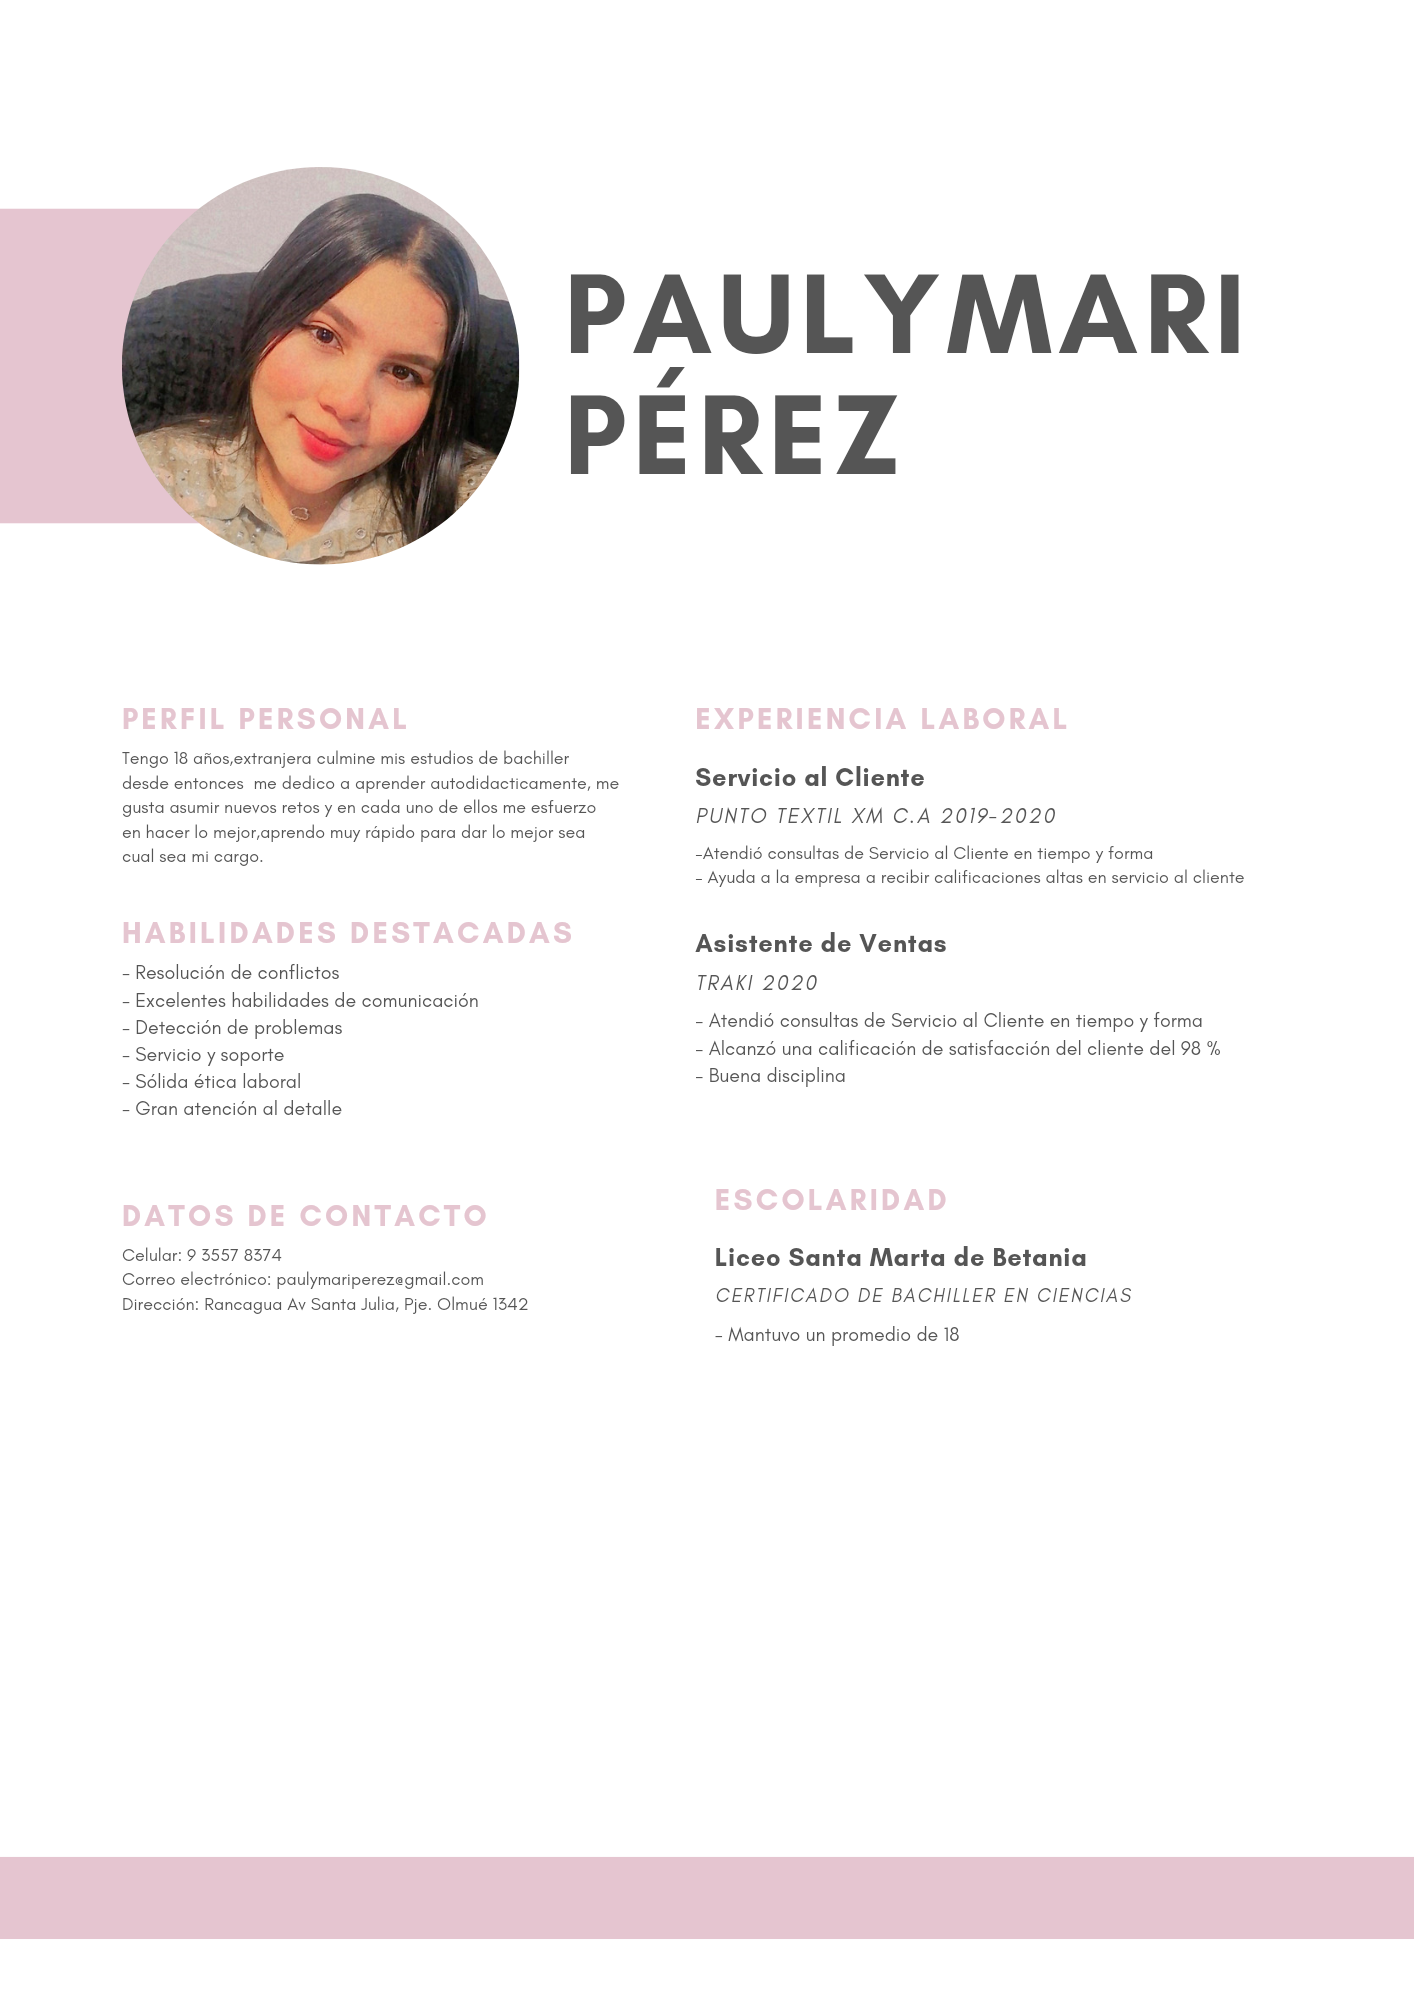 PAULYMARI
PÉREZ
PERFIL PERSONAL
Tengo 18 años,extranjera culmine mis estudios de bachiller
desde entonces  me dedico a aprender autodidacticamente, me
gusta asumir nuevos retos y en cada uno de ellos me esfuerzo
en hacer lo mejor,aprendo muy rápido para dar lo mejor sea
cual sea mi cargo.
HABILIDADES DESTACADAS
- Resolución de conflictos
- Excelentes habilidades de comunicación
- Detección de problemas
- Servicio y soporte
- Sólida ética laboral
- Gran atención al detalle
DATOS DE CONTACTO
Celular: 9 3557 8374
Correo electrónico: paulymariperez@gmail.com
Dirección: Rancagua Av Santa Julia, Pje. Olmué 1342
EXPERIENCIA LABORAL
Servicio al Cliente
PUNTO TEXTIL XM C.A 2019-2020
-Atendió consultas de Servicio al Cliente en tiempo y forma
- Ayuda a la empresa a recibir calificaciones altas en servicio al cliente
Asistente de Ventas
TRAKI 2020
- Atendió consultas de Servicio al Cliente en tiempo y forma
- Alcanzó una calificación de satisfacción del cliente del 98 %
- Buena disciplina
ESCOLARIDAD
Liceo Santa Marta de Betania
CERTIFICADO DE BACHILLER EN CIENCIAS
- Mantuvo un promedio de 18